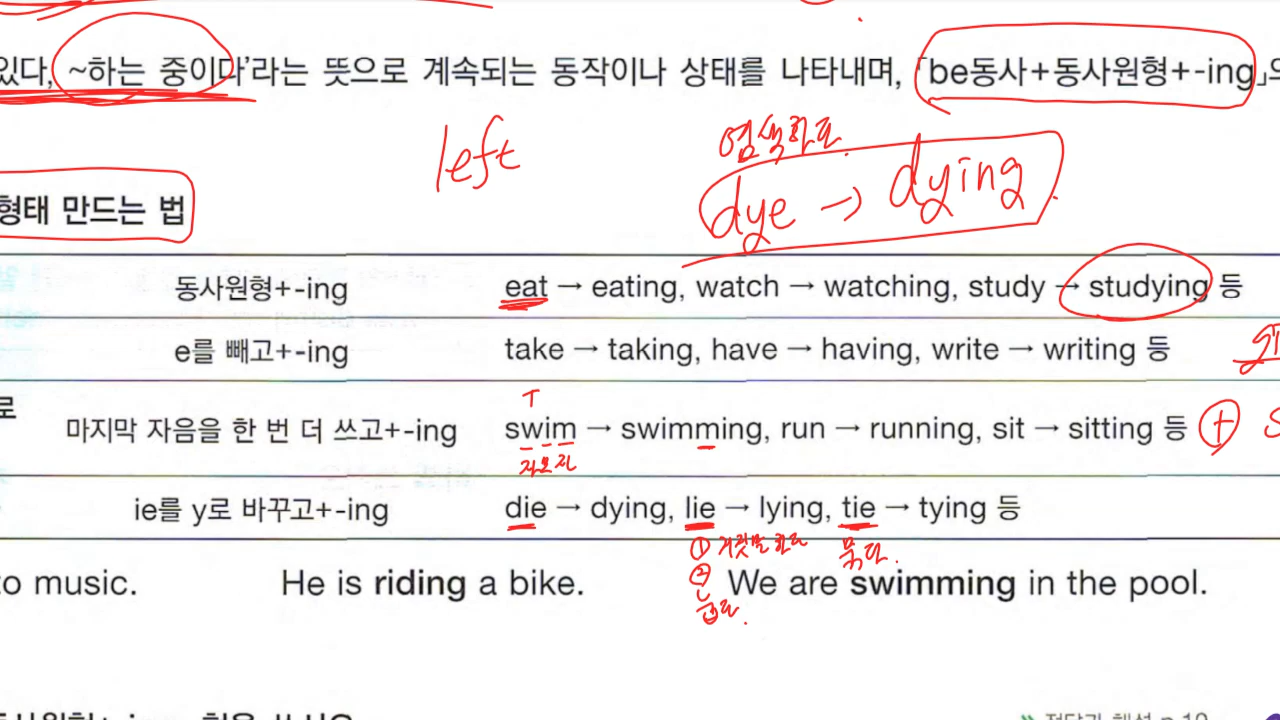 있다, ~하는 중이다'라는 뜻으로 계속되는 동작이나 상태를 나타내며, 「be동사+동사원형+-ing」의
left
염색하다.
dye → dying.
형태 만드는 법
동사원형+-ing eat → eating, watch → watching, study → studying 등
e를 빼고+-ing take → taking, have → having, write → writing 등
로
T
마지막 자음을 한 번 더 쓰고+-ing swim → swimming, run → running, sit → sitting 등 +
자모자
ie를 y로 바꾸고+-ing die → dying, lie → lying, tie → tying 등
① 거짓말 하다 묶다.
② 눕다.
to music. He is riding a bike. We are swimming in the pool.